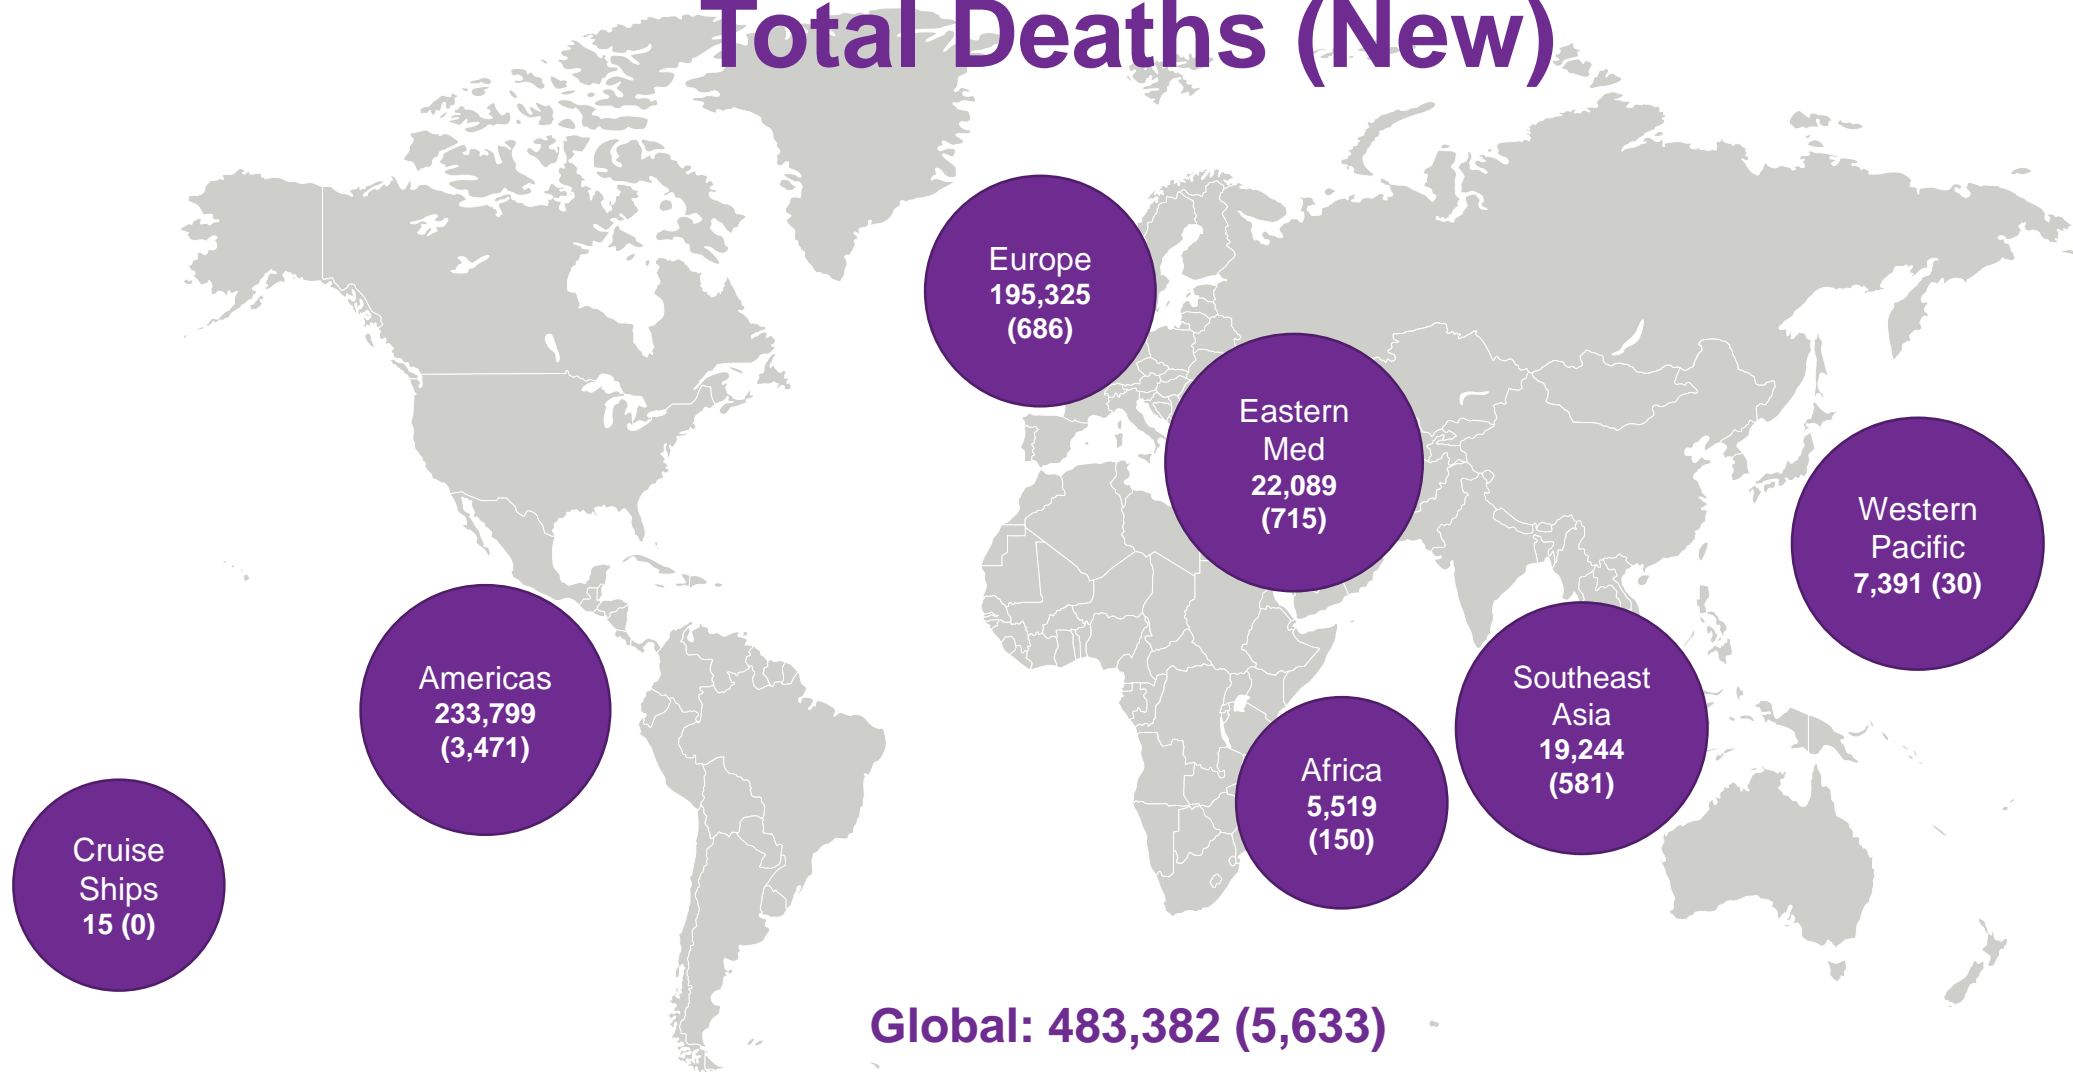 Total Deaths (New)
Europe
195,325
(686)
Eastern
Med
22,089
(715)
Western
Pacific
7,391 (30)
Americas
233,799
(3,471)
Southeast
Asia
19,244
(581)
Africa
5,519
(150)
Cruise
Ships
15 (0)
Global: 483,382 (5,633)